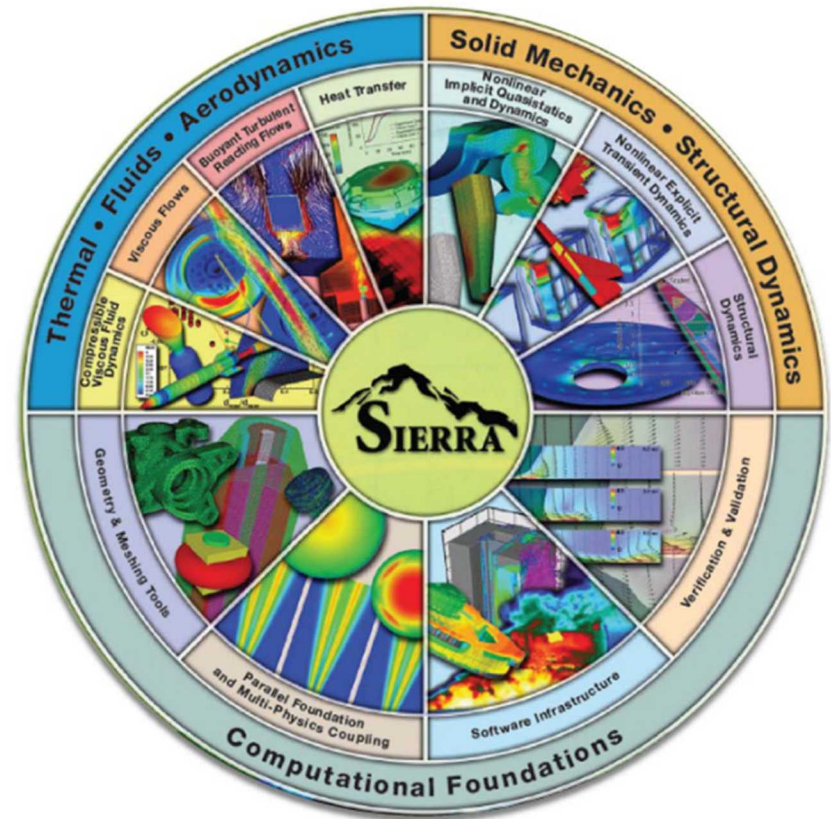 Thermal • Fluids • Aerodynamics
Solid Mechanics • Structural Dynamics
Compressible
Viscous Fluid
Dynamics
Viscous Flows
Buoyant Turbulent
Reacting Flows
Heat Transfer
Nonlinear
Implicit Quasistatics
and Dynamics
Nonlinear Explicit
Transient Dynamics
Structural
Dynamics
SIERRA
Geometry & Meshing Tools
Parallel Foundation
and Multi-Physics Coupling
Software Infrastructure
Verification & Validation
Computational Foundations